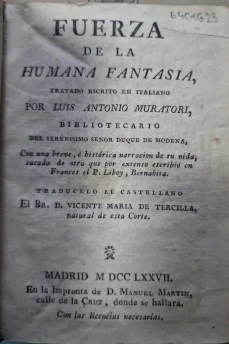 E401G23
FUERZA
DE LA
HUMANA FANTASIA,
TRATADO ESCRITO EN ITALIANO
POR LUIS ANTONIO MURATORI,
BIBLIOTECARIO
DEL SERENISIMO SEÑOR DUQUE DE MODENA,
Con una breve, é histórica narracion de su vida,
sacada de otra que por extenso escribió en
Frances el P. Liboy, Bernabita.
TRADUCELO AL CASTELLANO
EL BR. D. VICENTE MARIA DE TERCILLA,
natural de esta Corte.
MADRID M DCC LXXVII.
En la Imprenta de D. MANUEL MARTIN,
calle de la CRUZ, donde se hallará.
Con las licencias necesarias.